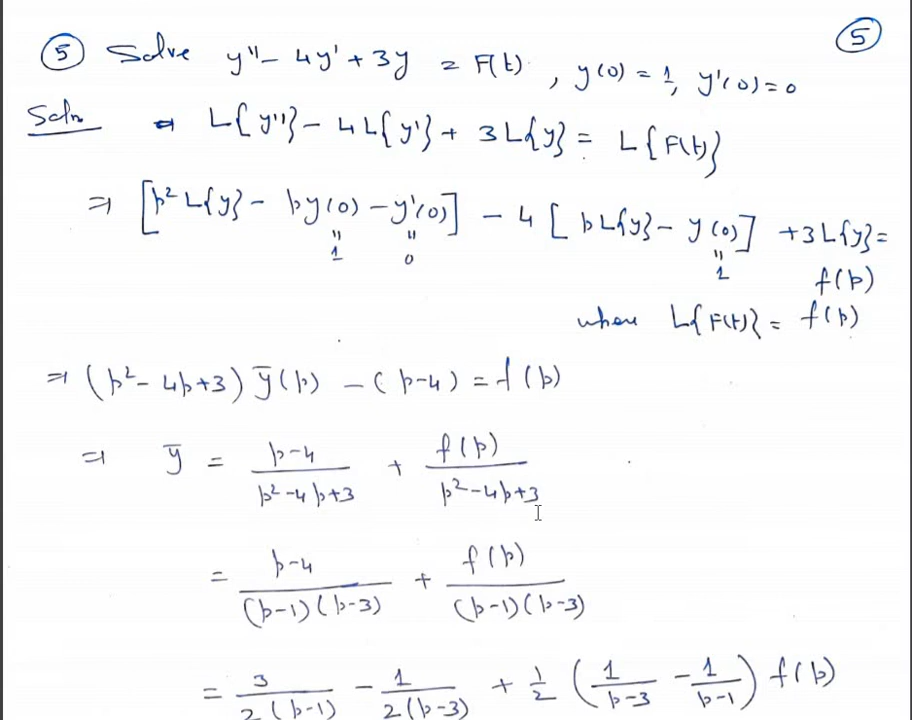 ⑤
⑤ Solve y'' - 4y' + 3y = F(t) , y(0) = 1, y'(0) = 0
Soln ⇒ L{y''} - 4L{y'} + 3L{y} = L{F(t)}
⇒ [p² L{y} - py(0) - y'(0)] - 4[pL{y} - y(0)] + 3L{y} =
" " "
1 0 1 f(p)
where L{F(t)} = f(p)
⇒ (p² - 4p + 3) ȳ(p) - (p-4) = f(p)
⇒ ȳ = (p-4)/(p² - 4p + 3) + f(p)/(p² - 4p + 3)
= (p-4)/((p-1)(p-3)) + f(p)/((p-1)(p-3))
= 3/(2(p-1)) - 1/(2(p-3)) + 1/2 (1/(p-3) - 1/(p-1)) f(p)